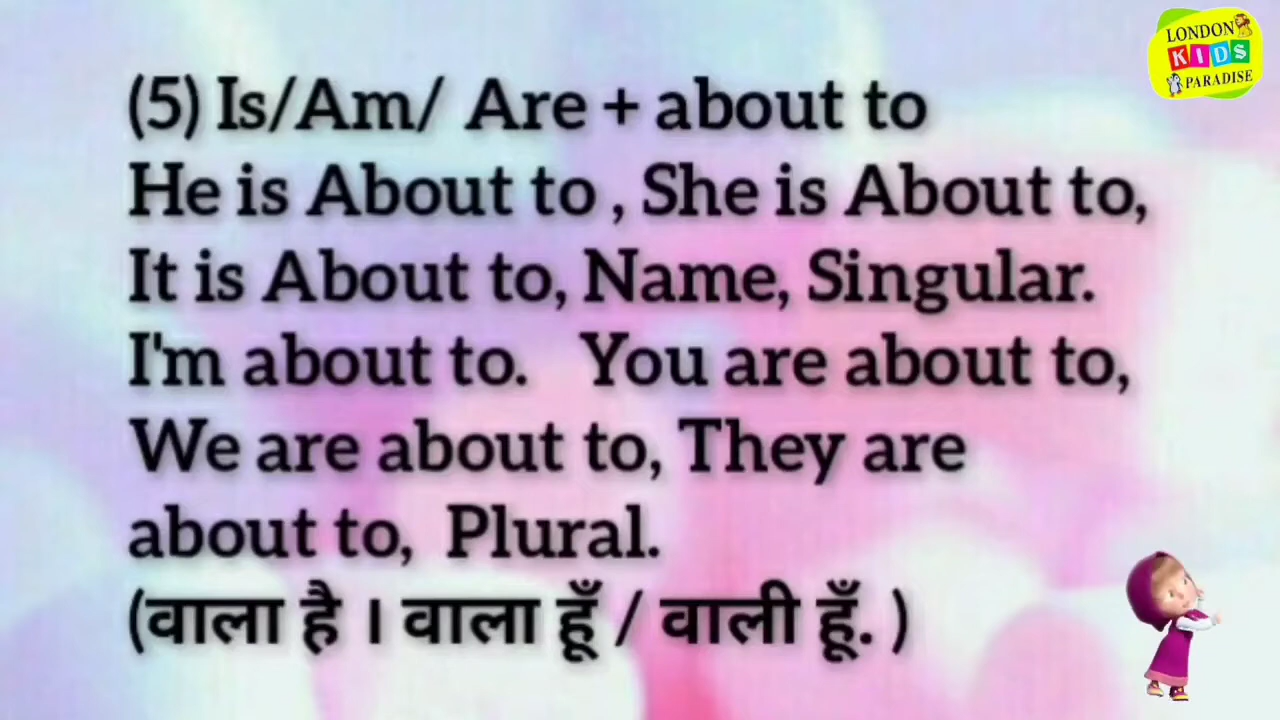 LONDON
KIDS
PARADISE
(5) Is/Am/ Are + about to
He is About to , She is About to,
It is About to, Name, Singular.
I'm about to. You are about to,
We are about to, They are
about to, Plural.
(वाला है । वाला हूँ / वाली हूँ. )